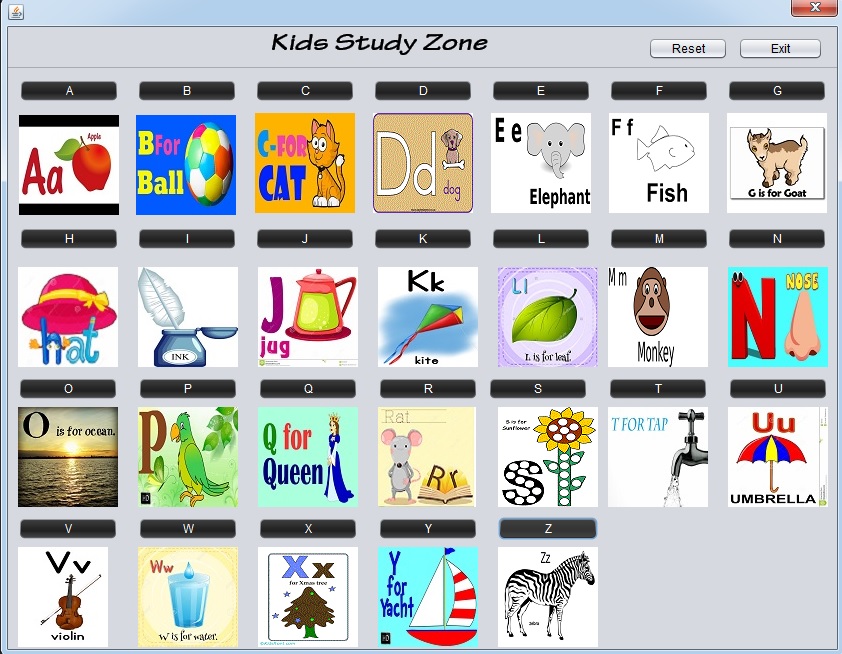 Kids Study Zone
Reset
Exit
A
B
C
D
E
F
G
Aa
Apple
B For
Ball
C-FOR
CAT
Dd
dog
E e
Elephant
F f
Fish
G is for Goat
H
I
J
K
L
M
N
hat
INK
J
jug
Kk
kite
Ll
L is for leaf.
M m
Monkey
N
NOSE
O
P
Q
R
S
T
U
O is for ocean.
P
HD
Q for
Queen
Rat
Rr
S is for
Sunflower
S
T FOR TAP
Uu
UMBRELLA
V
W
X
Y
Z
Vv
violin
Ww
W is for water.
Xx
for Xmas tree
Y
for
Yacht
HD
Zz
zebra